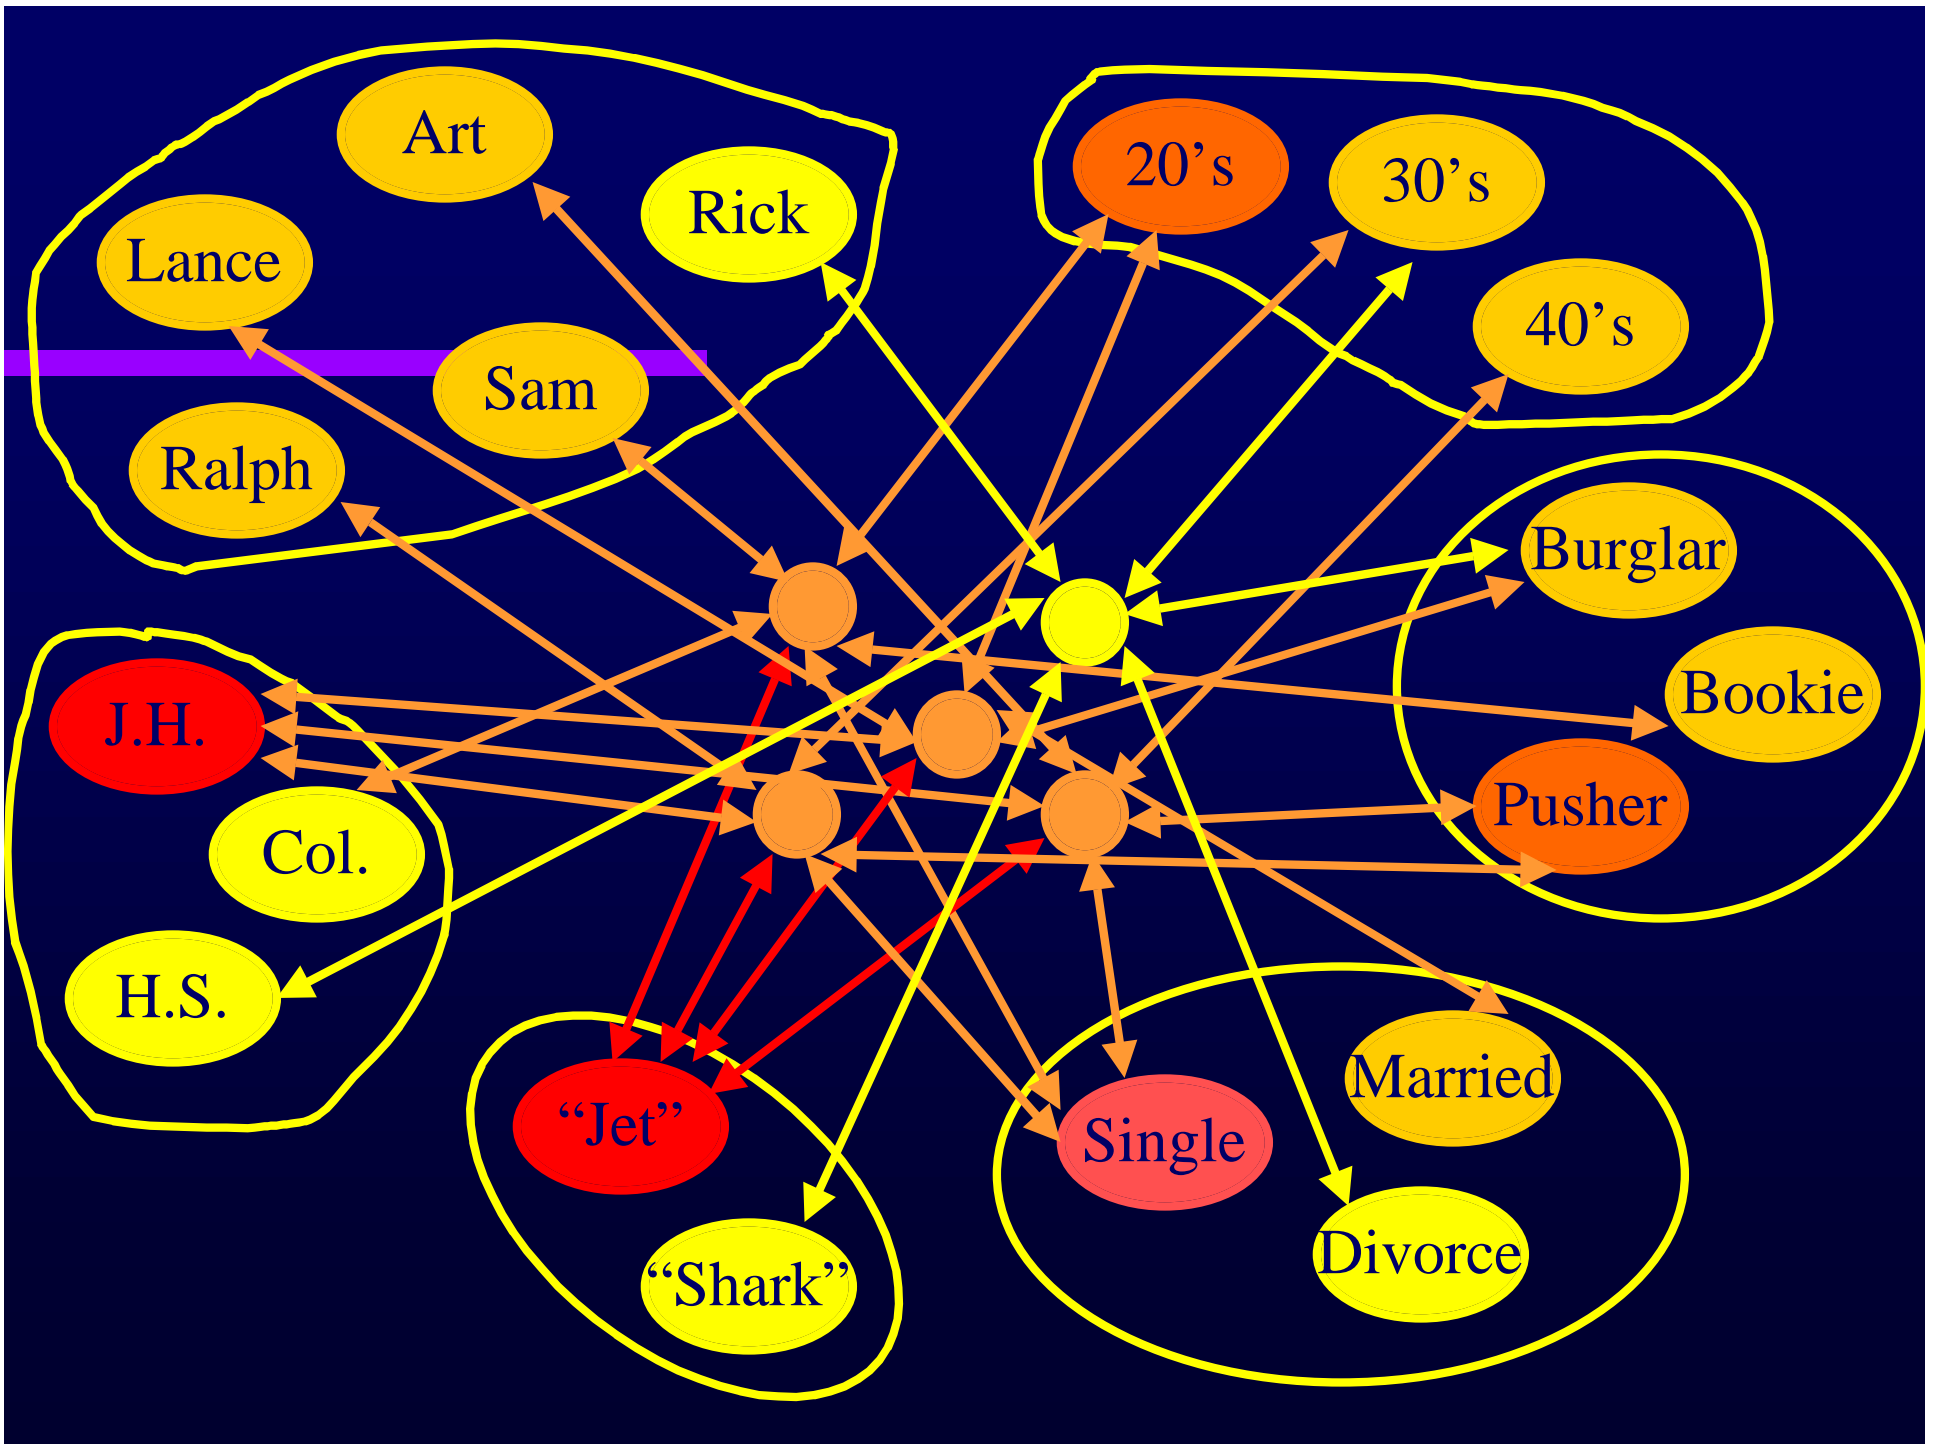 Art
Rick
Lance
Sam
Ralph
20’s
30’s
40’s
Burglar
Bookie
Pusher
J.H.
Col.
H.S.
“Jet”
“Shark”
Single
Married
Divorce